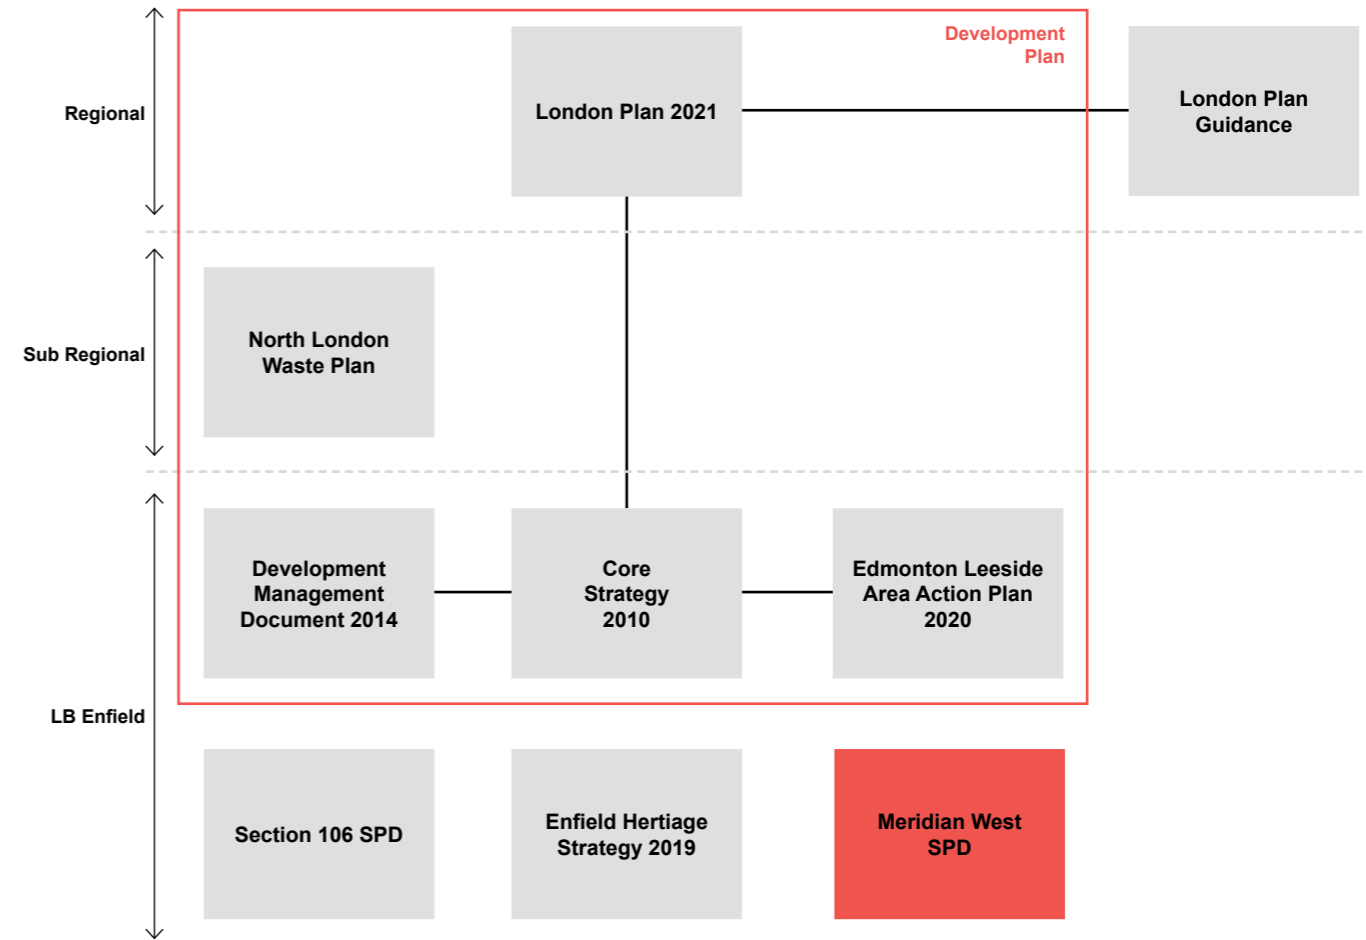 Development
Plan
Regional
London Plan 2021
London Plan
Guidance
Sub Regional
North London
Waste Plan
Development
Management
Document 2014
Core
Strategy
2010
Edmonton Leeside
Area Action Plan
2020
LB Enfield
Section 106 SPD
Enfield Hertiage
Strategy 2019
Meridian West
SPD